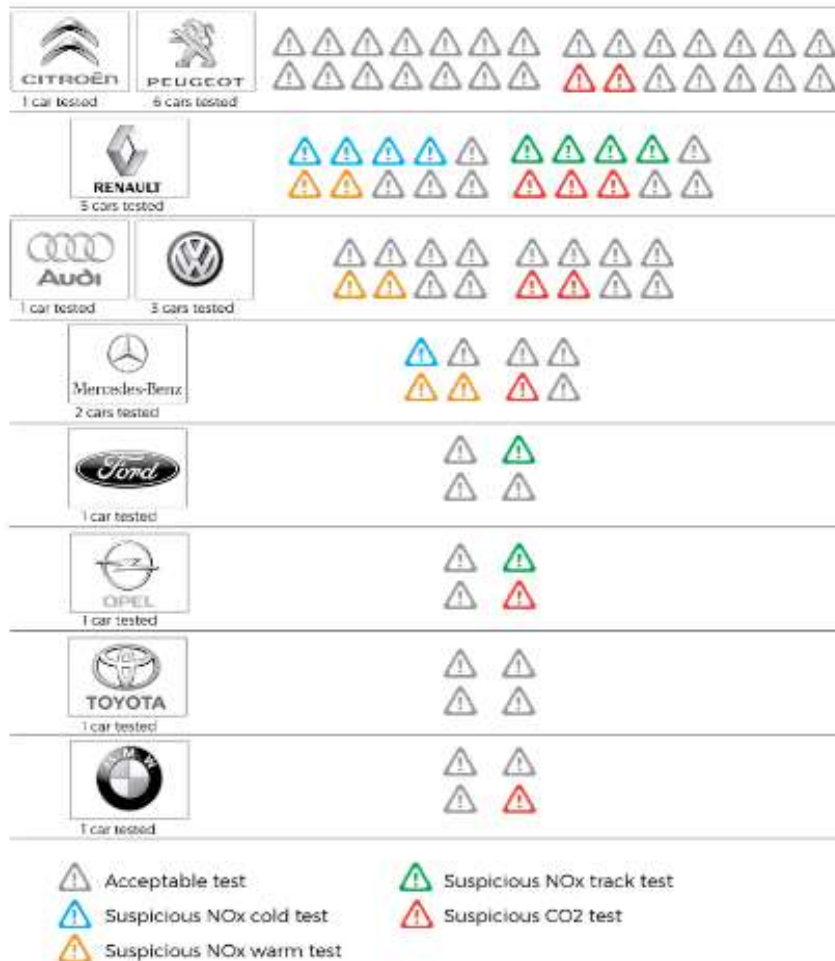 CITROËN PEUGEOT
1 car tested 6 cars tested
RENAULT
5 cars tested
Audi
1 car tested 3 cars tested
Mercedes-Benz
2 cars tested
Ford
1 car tested
OPEL
1 car tested
TOYOTA
1 car tested
BMW
1 car tested
Acceptable test Suspicious NOx track test
Suspicious NOx cold test Suspicious CO2 test
Suspicious NOx warm test